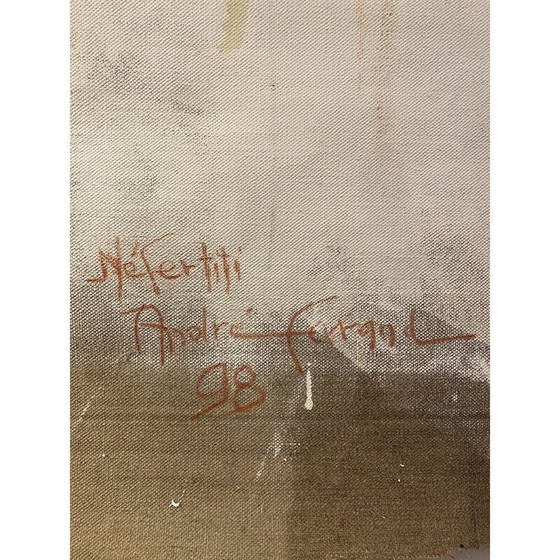 Néfertiti
André Ferrand
98